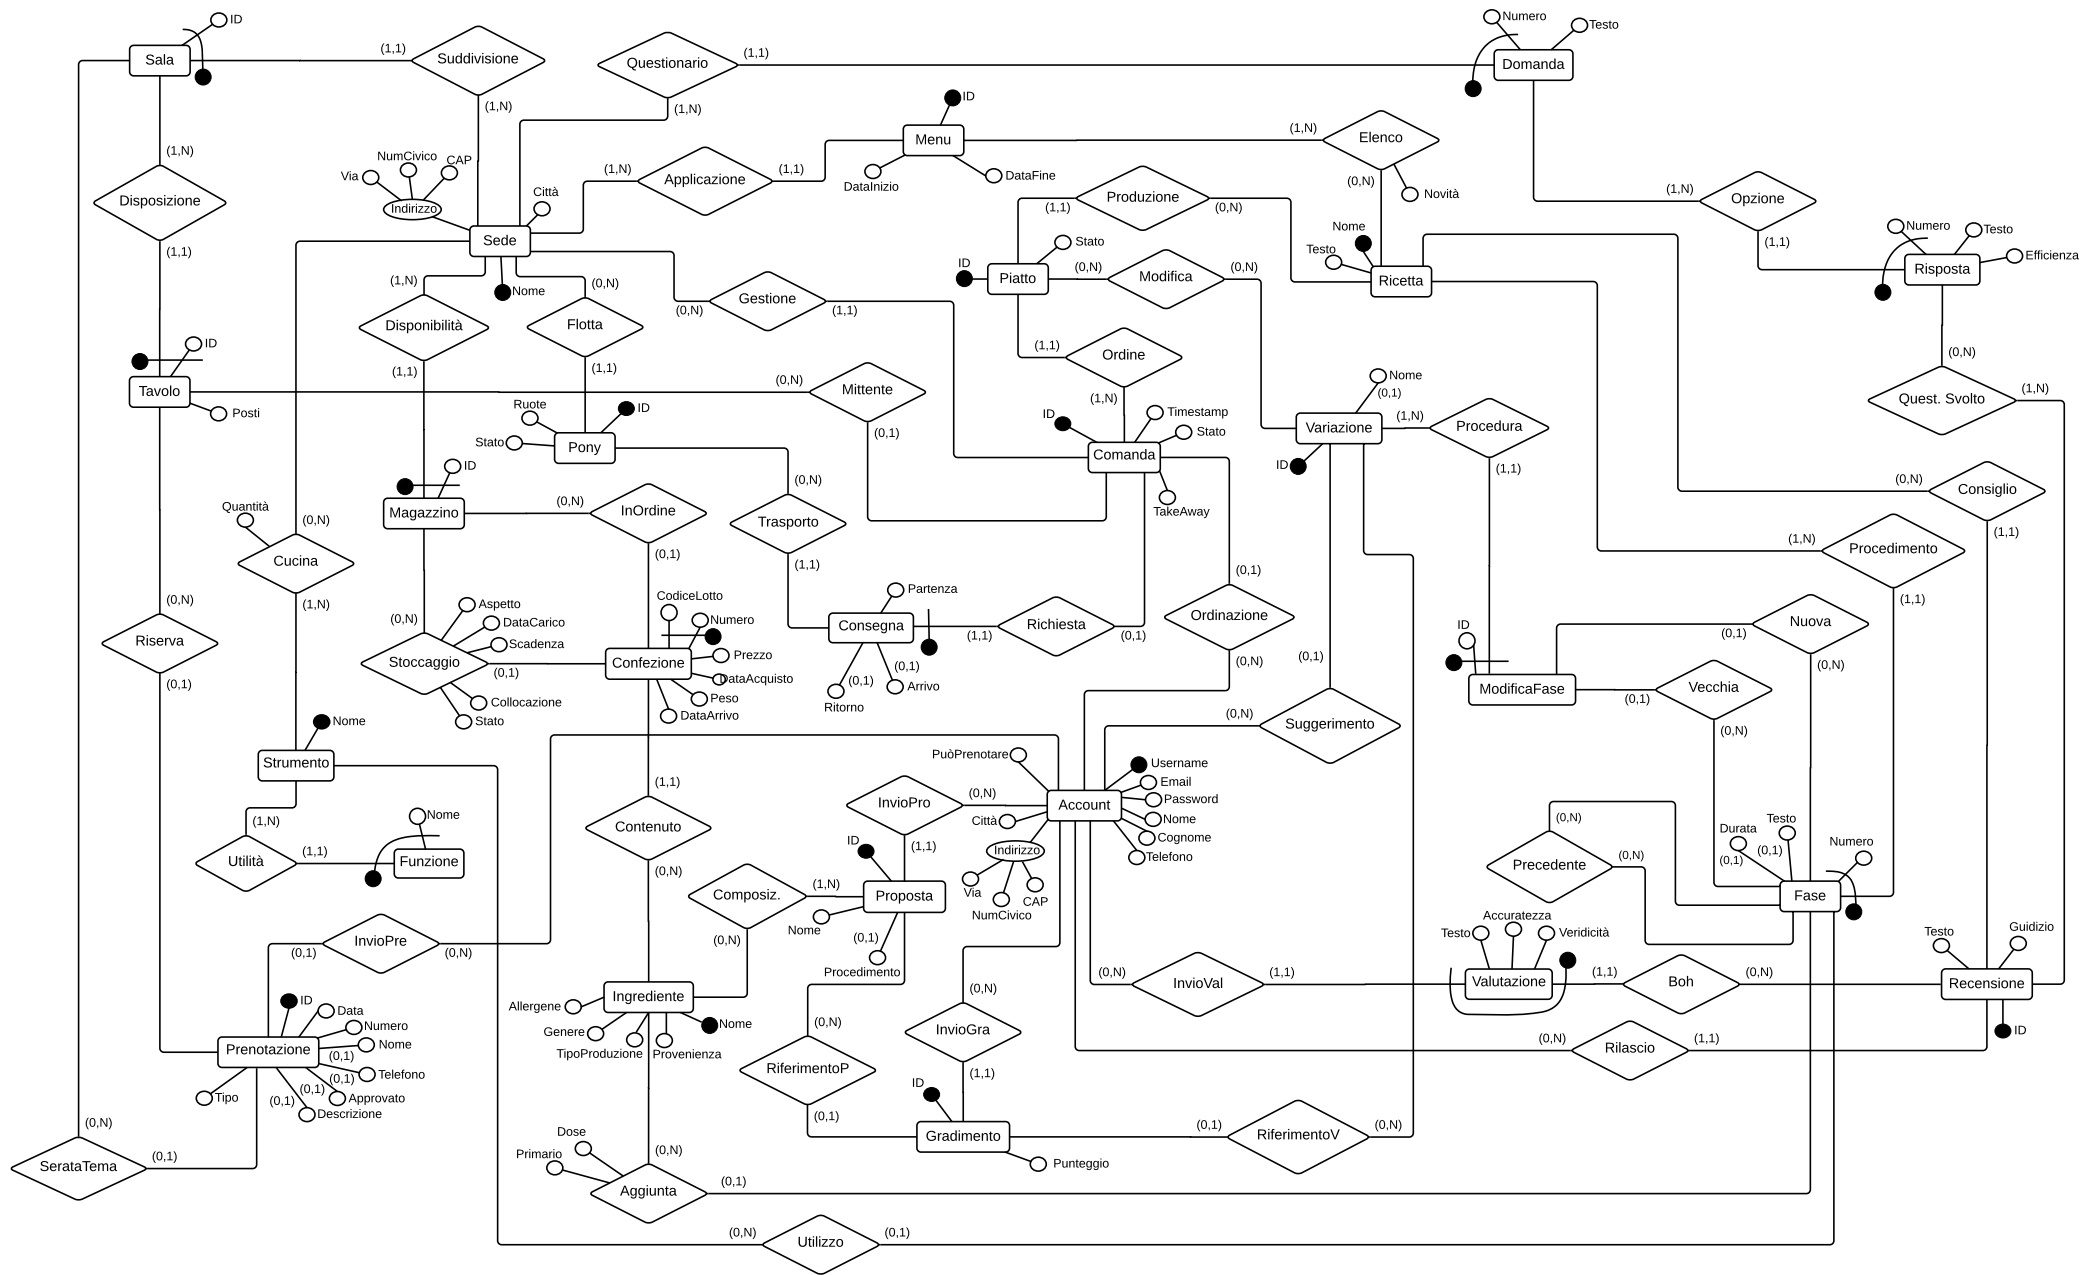 ID
Numero
Testo
Sala
(1,1)
Suddivisione
Questionario
(1,1)
Domanda
(1,N)
(1,N)
ID
Menu
(1,N)
Elenco
(1,N)
NumCivico
CAP
Via
Indirizzo
Città
(1,N)
Applicazione
(1,1)
DataInizio
DataFine
(0,N)
Novità
Disposizione
(1,1)
Produzione
(0,N)
(1,N)
Opzione
(1,1)
Sede
Nome
Testo
Numero
Testo
Efficienza
Risposta
(1,1)
Stato
ID
Piatto
(0,N)
Modifica
(0,N)
Ricetta
(1,N)
Nome
(0,N)
(0,N)
Gestione
(1,1)
Disponibilità
Flotta
(1,1)
(1,1)
(1,1)
Ordine
(1,N)
(0,N)
ID
Tavolo
Posti
(0,N)
Mittente
(0,1)
Nome
(0,1)
Variazione
(1,N)
Procedura
(1,1)
ID
Quest. Svolto
(1,N)
Ruote
ID
Stato
Pony
ID
Timestamp
Stato
Comanda
TakeAway
ID
Magazzino
(0,N)
InOrdine
(0,1)
(0,N)
Trasporto
(1,1)
(0,N)
Consiglio
(1,1)
Quantità
(0,N)
Cucina
(1,N)
(1,N)
Procedimento
(1,1)
(0,1)
Ordinazione
(0,N)
(0,N)
Riserva
(0,1)
(0,N)
Stoccaggio
(0,1)
Aspetto
DataCarico
Scadenza
Collocazione
Stato
CodiceLotto
Numero
Confezione
Prezzo
DataAcquisto
Peso
DataArrivo
Partenza
Consegna
(0,1)
(0,1)
Arrivo
Ritorno
(1,1)
Richiesta
(0,1)
(0,1)
ID
ModificaFase
(0,1)
Nuova
(0,N)
(0,1)
Vecchia
(0,N)
Nome
Strumento
(0,N)
Suggerimento
(1,1)
Contenuto
(0,N)
PuòPrenotare
Username
Email
Password
Nome
Cognome
Telefono
Account
Città
Indirizzo
Via
NumCivico
CAP
InvioPro
(0,N)
(1,1)
(1,N)
Utilità
(1,1)
Nome
Funzione
ID
Proposta
Nome
(0,1)
Procedimento
Composiz.
(1,N)
(0,N)
(0,N)
Precedente
(0,N)
Durata
(0,1)
Testo
(0,1)
Numero
Fase
(0,1)
InvioPre
(0,N)
Accuratezza
Testo
Veridicità
Valutazione
(0,N)
InvioVal
(1,1)
(1,1)
Boh
(0,N)
Testo
Guidizio
Recensione
ID
ID
Data
Numero
Nome
(0,1)
Telefono
(0,1)
Approvato
(0,1)
Descrizione
(0,1)
Prenotazione
Tipo
Allergene
Ingrediente
Genere
TipoProduzione
Provenienza
Nome
(0,N)
RiferimentoP
(0,1)
(0,N)
InvioGra
(1,1)
(0,N)
Rilascio
(1,1)
ID
Gradimento
Punteggio
(0,1)
RiferimentoV
(0,N)
(0,N)
SerataTema
(0,1)
Dose
Primario
(0,N)
Aggiunta
(0,1)
(0,N)
Utilizzo
(0,1)